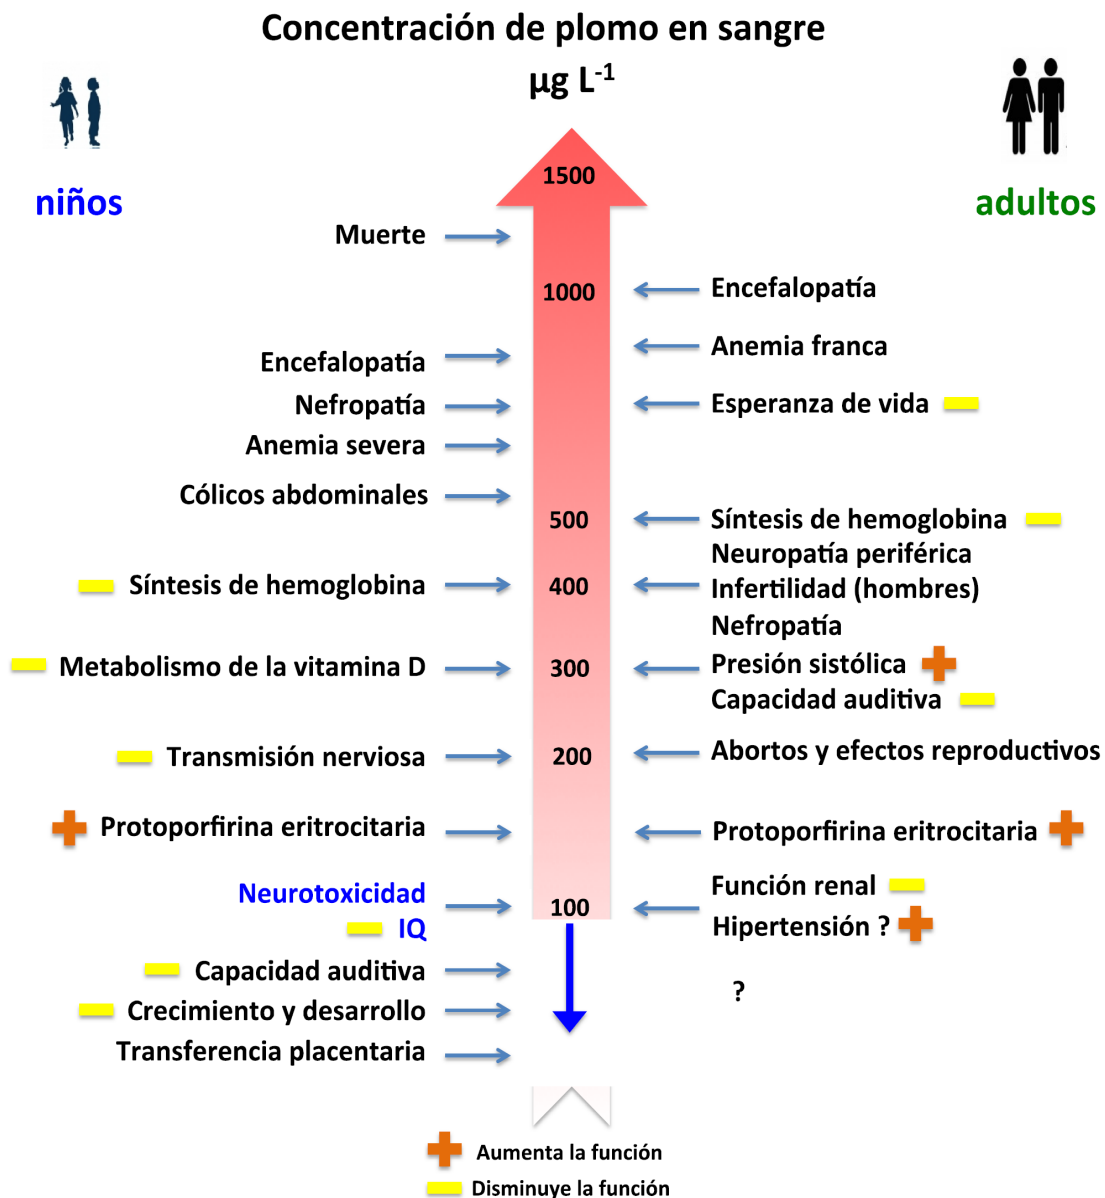 Concentración de plomo en sangre
µg L-1
niños
adultos
1500
Muerte
1000
Encefalopatía
Anemia franca
Encefalopatía
Nefropatía
Esperanza de vida
Anemia severa
Cólicos abdominales
500
Síntesis de hemoglobina
Neuropatía periférica
Síntesis de hemoglobina
400
Infertilidad (hombres)
Nefropatía
Metabolismo de la vitamina D
300
Presión sistólica
Capacidad auditiva
Transmisión nerviosa
200
Abortos y efectos reproductivos
Protoporfirina eritrocitaria
Protoporfirina eritrocitaria
Neurotoxicidad
IQ
100
Función renal
Hipertensión ?
Capacidad auditiva
?
Crecimiento y desarrollo
Transferencia placentaria
Aumenta la función
Disminuye la función